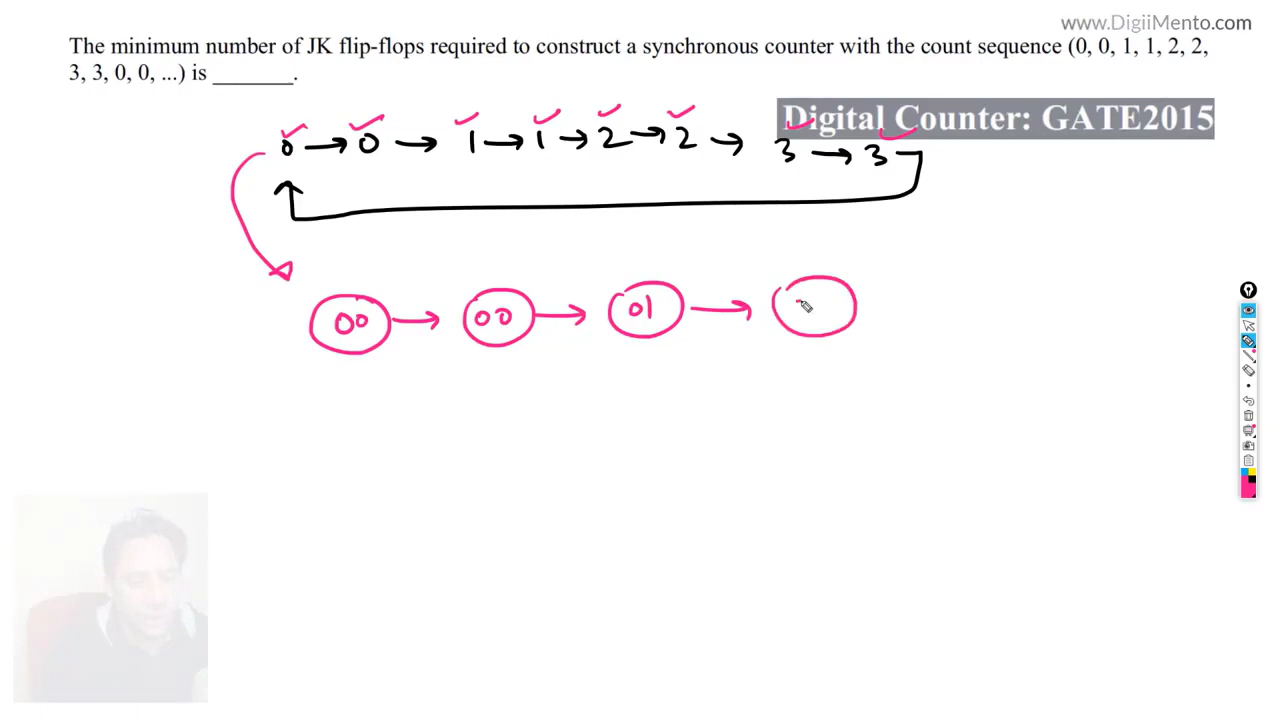 www.DigiiMento.com
The minimum number of JK flip-flops required to construct a synchronous counter with the count sequence (0, 0, 1, 1, 2, 2,
3, 3, 0, 0, ...) is _______.
Digital Counter: GATE2015
0 → 0 → 1 → 1 → 2 → 2 → 3 → 3
00 → 00 → 01 →